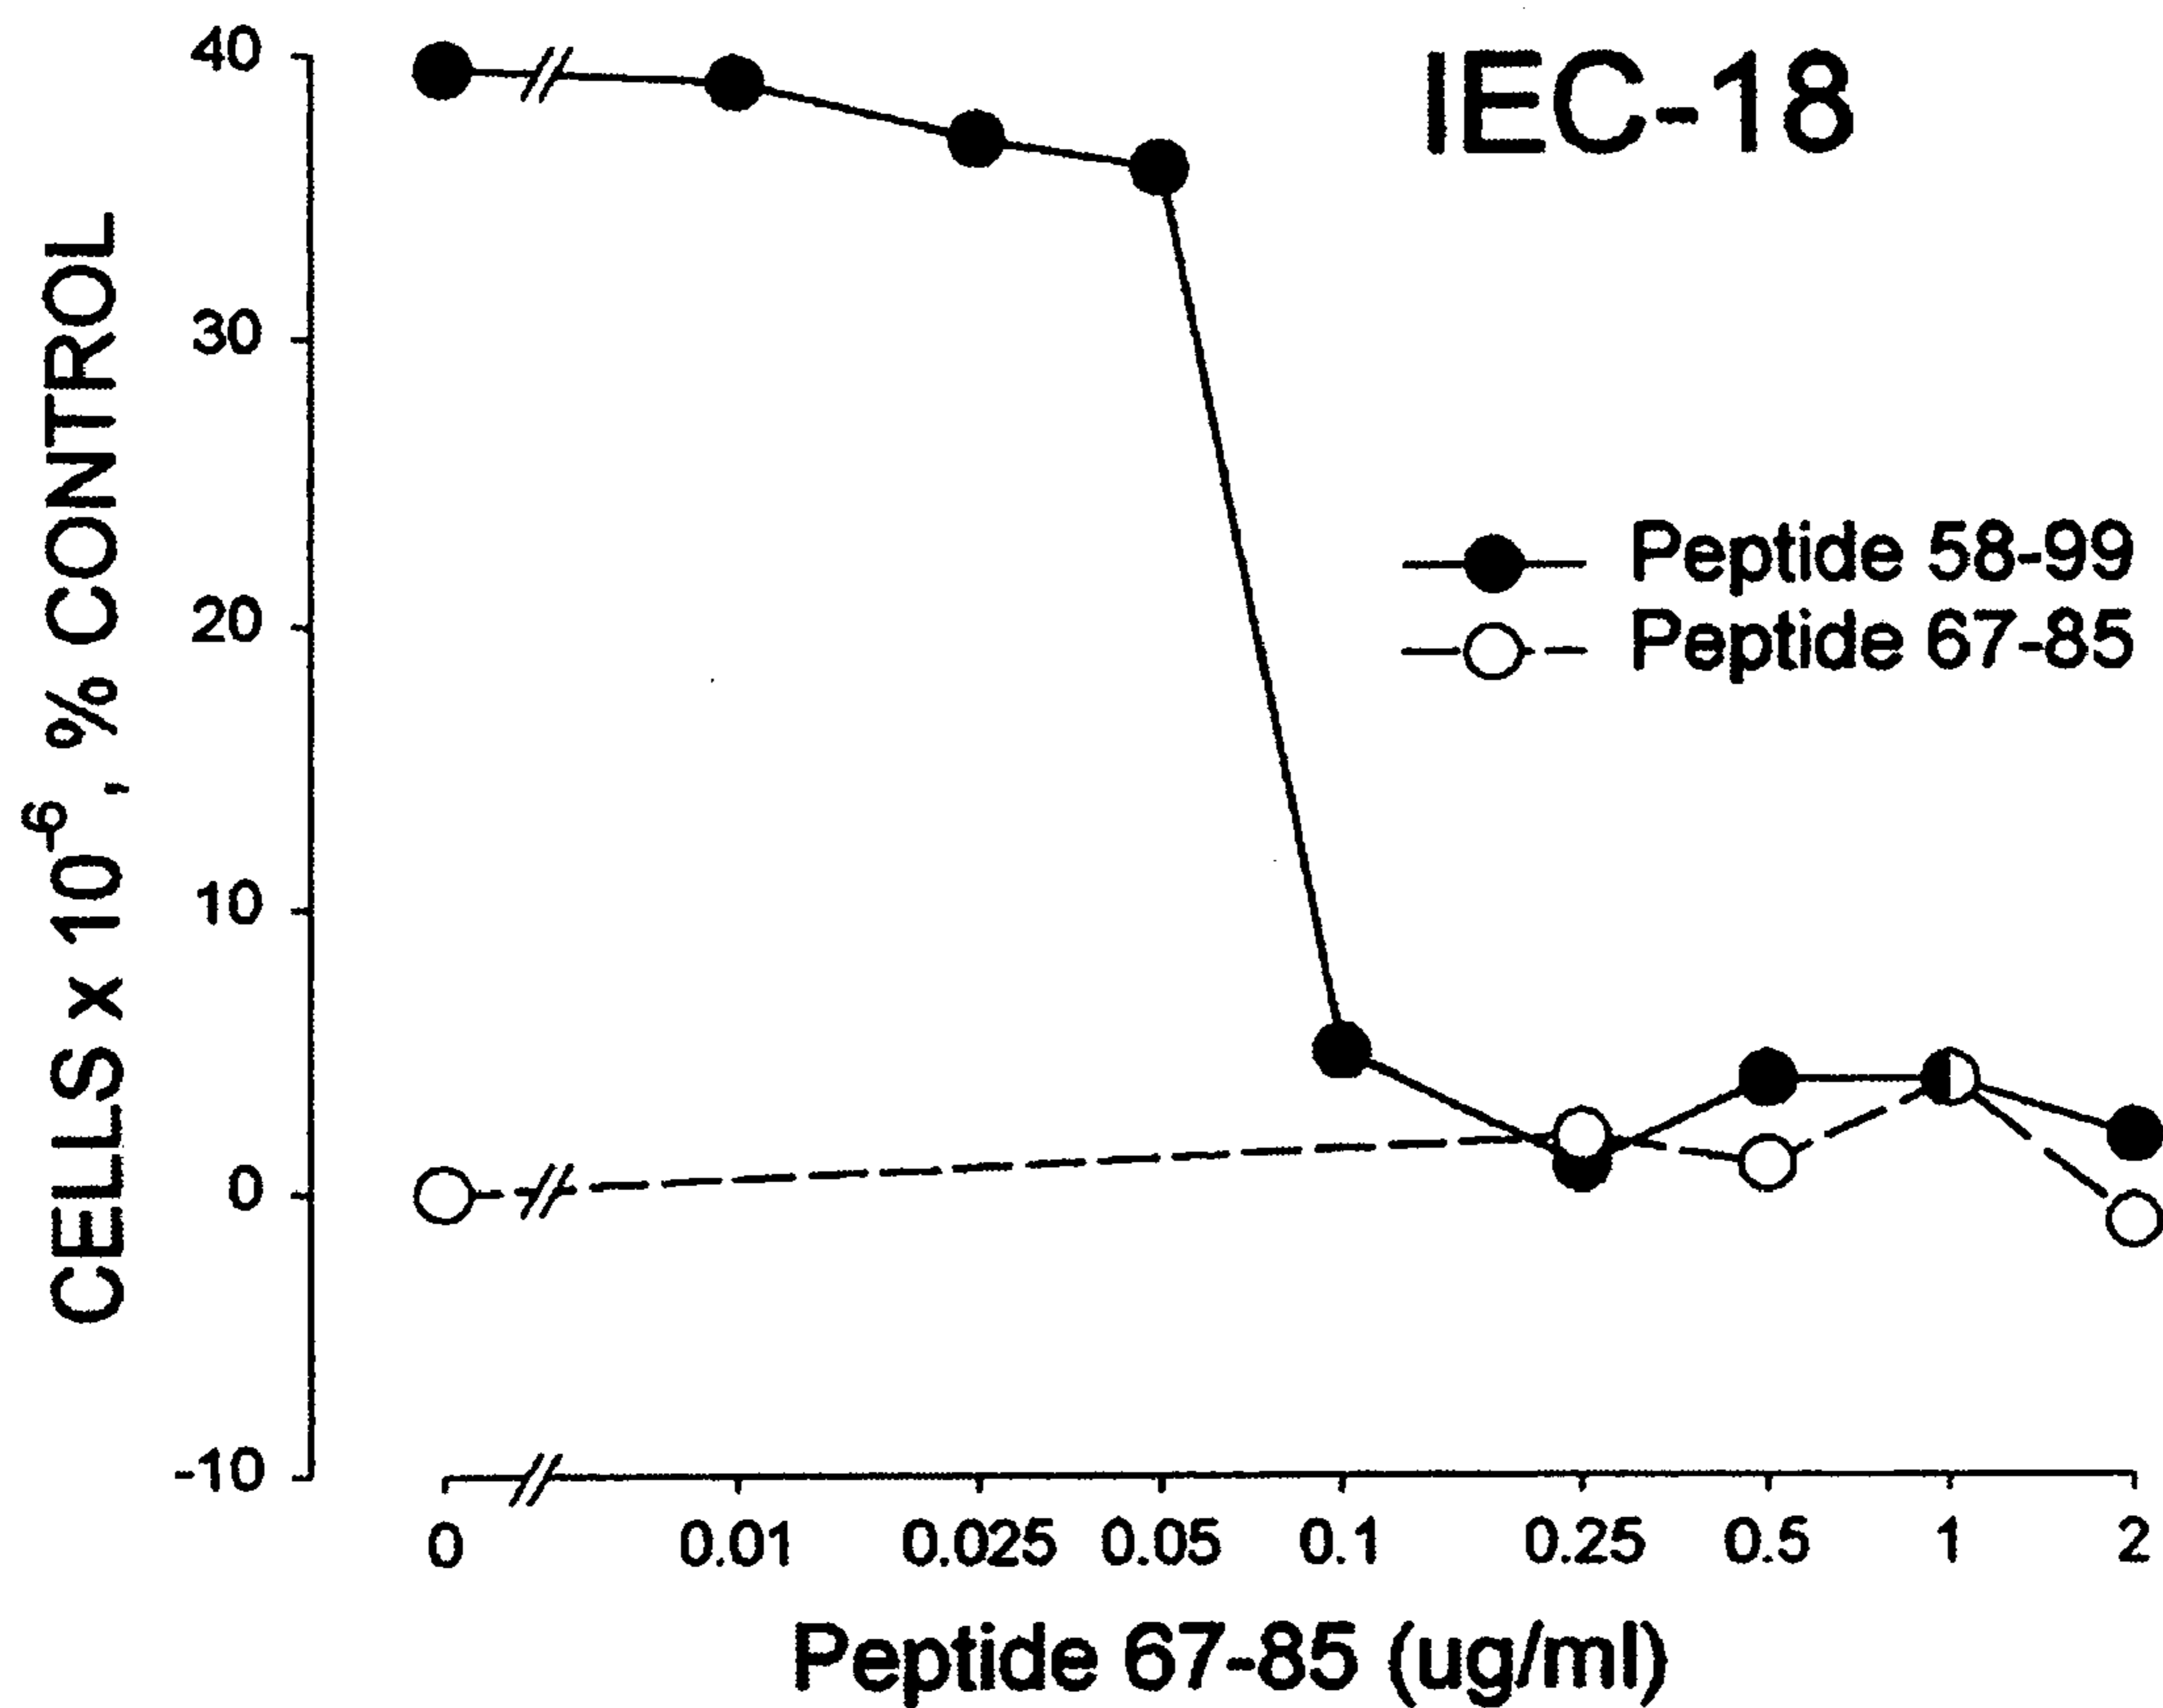 IEC-18
CELLS x 10-6, % CONTROL
40
30
20
10
0
-10
Peptide 58-99
Peptide 67-85
0 0.01 0.025 0.05 0.1 0.25 0.5 1 2
Peptide 67-85 (ug/ml)